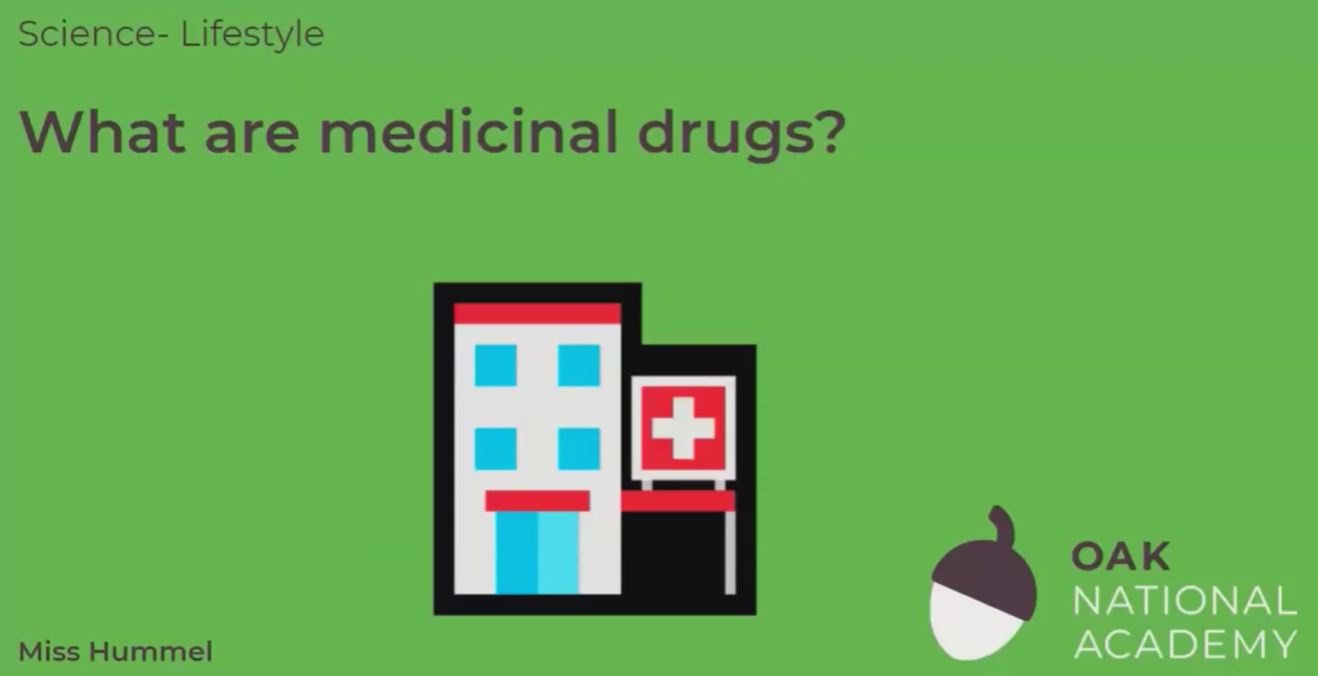 Science- Lifestyle
What are medicinal drugs?
Miss Hummel
OAK
NATIONAL
ACADEMY